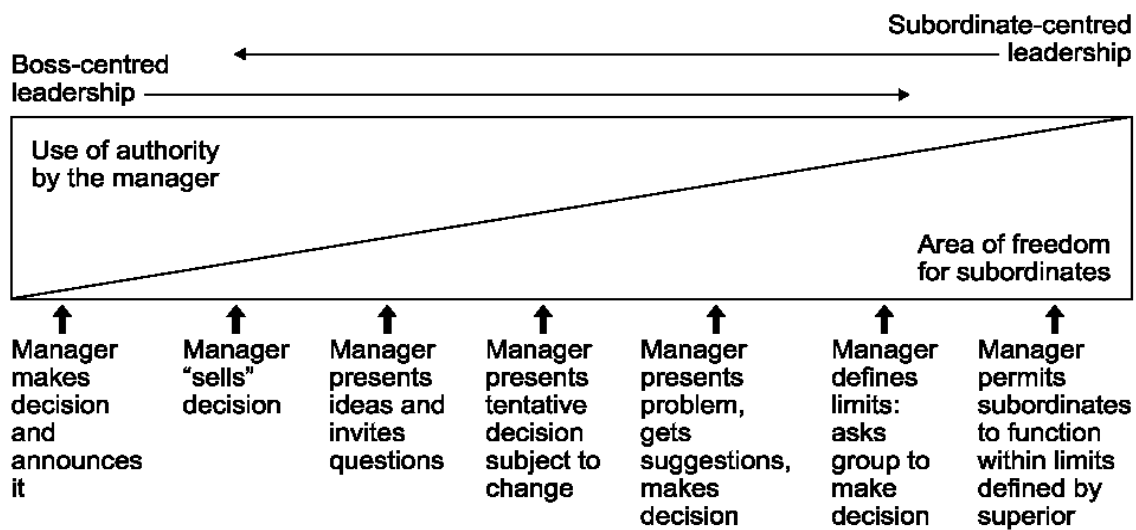 Subordinate-centred
leadership
Boss-centred
leadership
Use of authority
by the manager
Area of freedom
for subordinates
Manager
makes
decision
and
announces
it
Manager
“sells”
decision
Manager
presents
ideas and
invites
questions
Manager
presents
tentative
decision
subject to
change
Manager
presents
problem,
gets
suggestions,
makes
decision
Manager
defines
limits:
asks
group to
make
decision
Manager
permits
subordinates
to function
within limits
defined by
superior